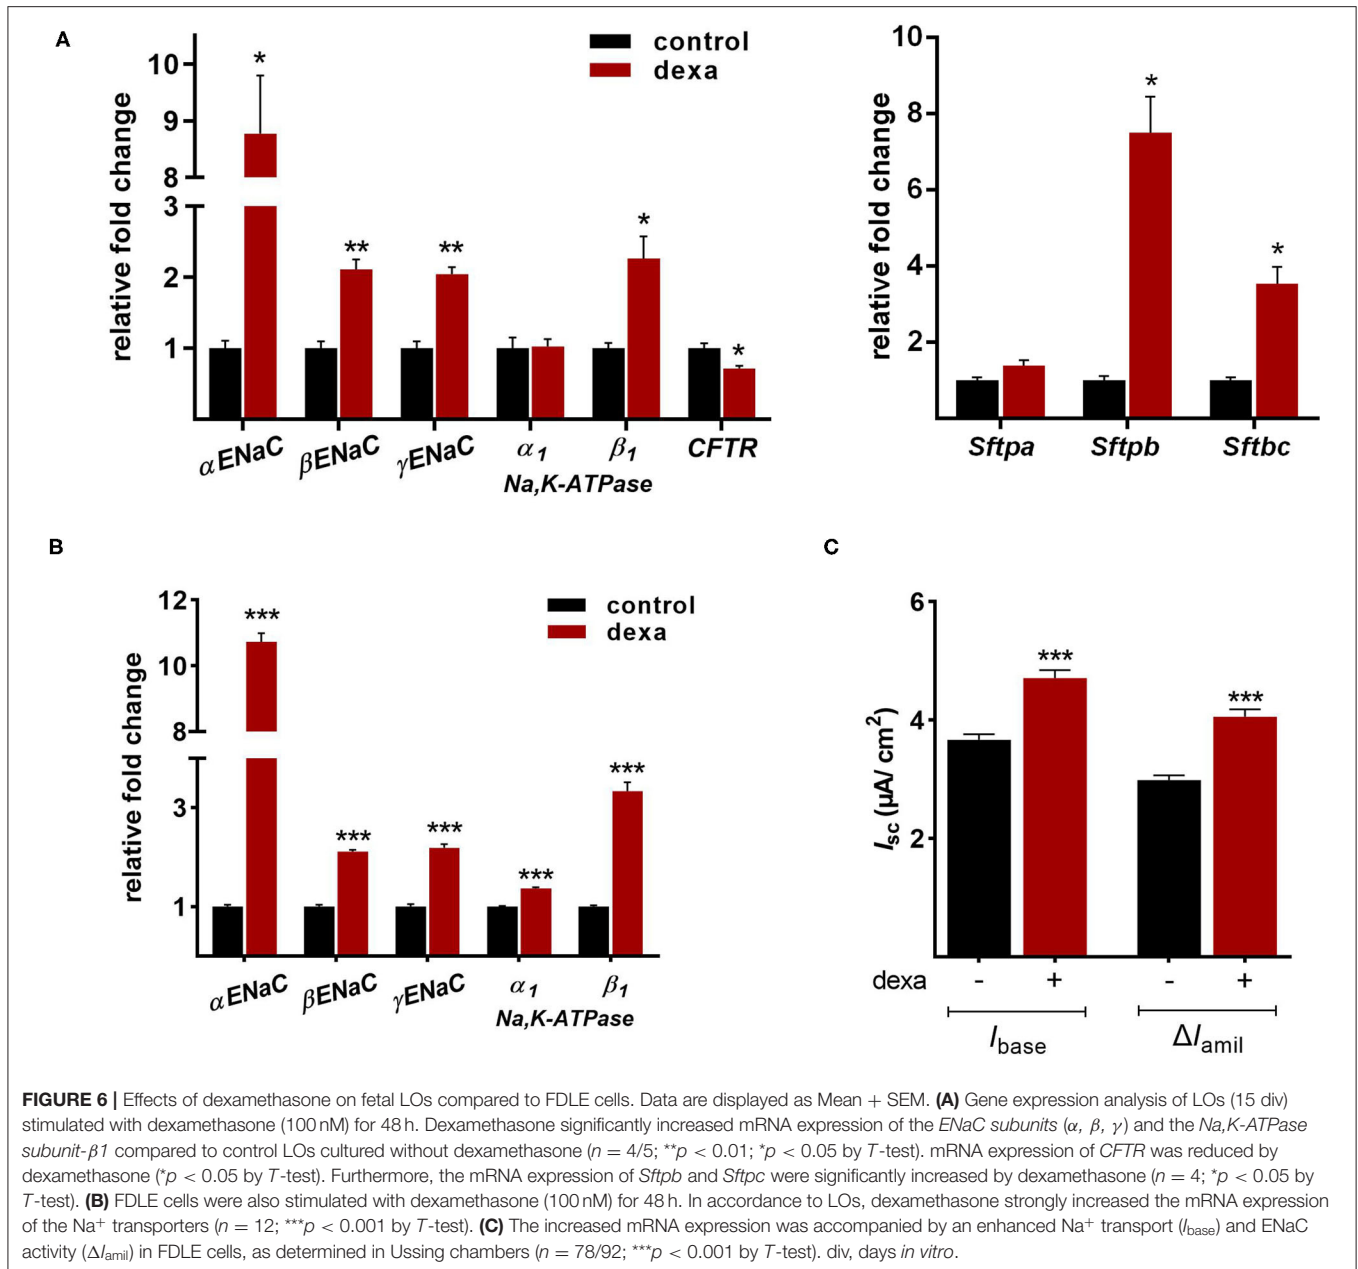 A
control
dexa
relative fold change
10
9
8
3
2
1
*
**
**
*
*
αENaC
βENaC
γENaC
α1
β1
CFTR
Na,K-ATPase
relative fold change
10
8
6
4
2
*
*
Sftpa
Sftpb
Sftbc
B
control
dexa
relative fold change
12
10
8
3
1
***
***
***
***
***
αENaC
βENaC
γENaC
α1
β1
Na,K-ATPase
C
Isc (µA/ cm2)
6
4
2
***
***
dexa - + - +
Ibase
ΔIamil
FIGURE 6 | Effects of dexamethasone on fetal LOs compared to FDLE cells. Data are displayed as Mean + SEM. (A) Gene expression analysis of LOs (15 div)
stimulated with dexamethasone (100 nM) for 48 h. Dexamethasone significantly increased mRNA expression of the ENaC subunits (α, β, γ) and the Na,K-ATPase
subunit-β1 compared to control LOs cultured without dexamethasone (n = 4/5; **p < 0.01; *p < 0.05 by T-test). mRNA expression of CFTR was reduced by
dexamethasone (*p < 0.05 by T-test). Furthermore, the mRNA expression of Sftpb and Sftpc were significantly increased by dexamethasone (n = 4; *p < 0.05 by
T-test). (B) FDLE cells were also stimulated with dexamethasone (100 nM) for 48 h. In accordance to LOs, dexamethasone strongly increased the mRNA expression
of the Na+ transporters (n = 12; ***p < 0.001 by T-test). (C) The increased mRNA expression was accompanied by an enhanced Na+ transport (Ibase) and ENaC
activity (ΔIamil) in FDLE cells, as determined in Ussing chambers (n = 78/92; ***p < 0.001 by T-test). div, days in vitro.